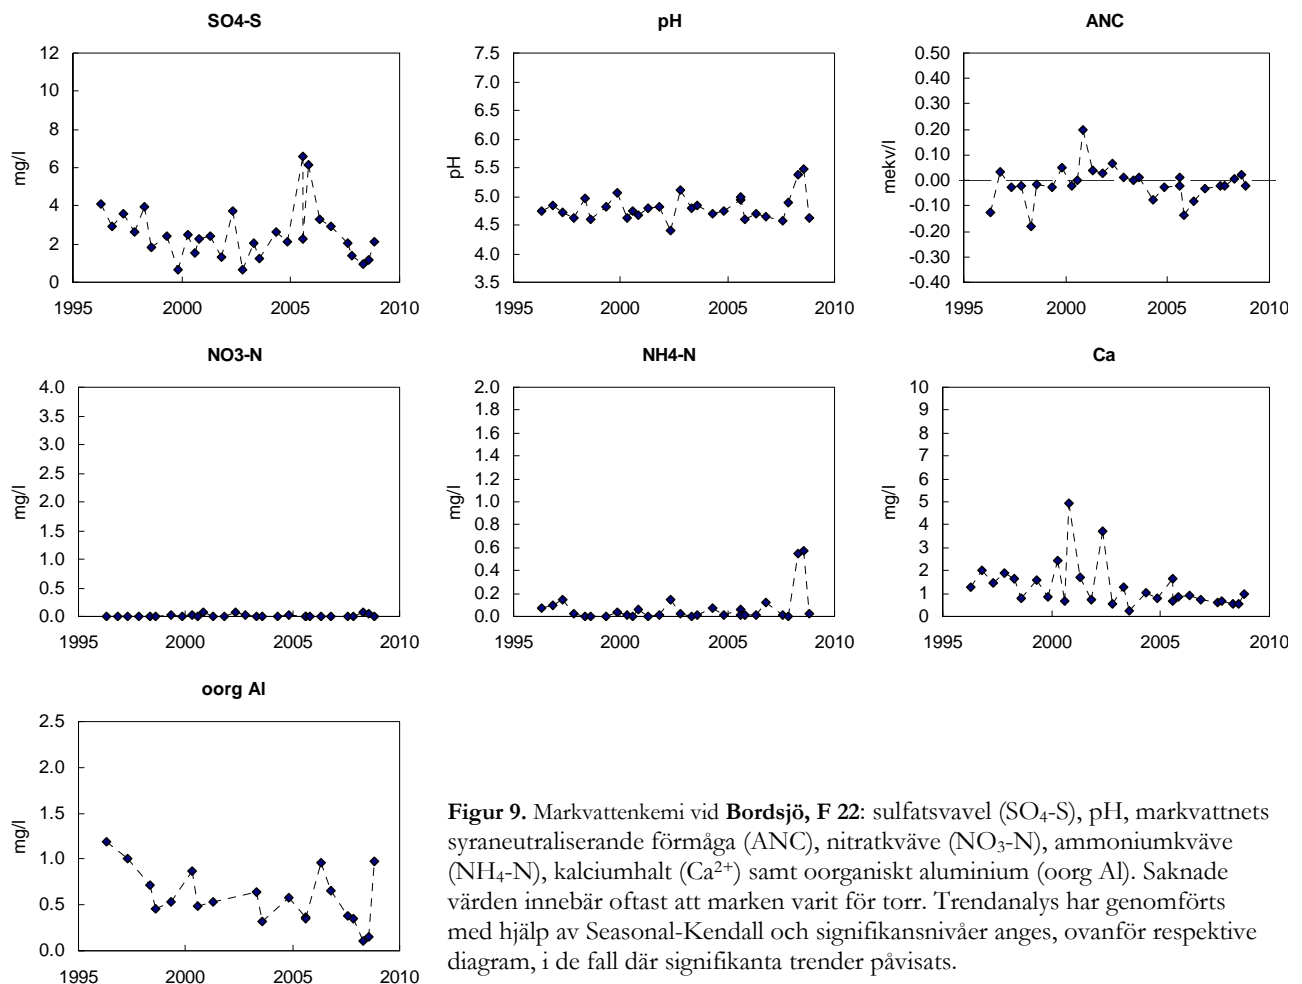 SO4-S
12
10
8
6
4
2
0
mg/l
1995 2000 2005 2010
pH
7.5
7.0
6.5
6.0
5.5
5.0
4.5
4.0
3.5
pH
1995 2000 2005 2010
ANC
0.50
0.40
0.30
0.20
0.10
0.00
-0.10
-0.20
-0.30
-0.40
mekv/l
1995 2000 2005 2010
NO3-N
4.0
3.5
3.0
2.5
2.0
1.5
1.0
0.5
0.0
mg/l
1995 2000 2005 2010
NH4-N
2.0
1.8
1.6
1.4
1.2
1.0
0.8
0.6
0.4
0.2
0.0
mg/l
1995 2000 2005 2010
Ca
10
9
8
7
6
5
4
3
2
1
0
mg/l
1995 2000 2005 2010
oorg Al
2.5
2.0
1.5
1.0
0.5
0.0
mg/l
1995 2000 2005 2010
Figur 9. Markvattenkemi vid Bordsjö, F 22: sulfatsvavel (SO₄-S), pH, markvattnets
syraneutraliserande förmåga (ANC), nitratkväve (NO₃-N), ammoniumkväve
(NH₄-N), kalciumhalt (Ca²⁺) samt oorganiskt aluminium (oorg Al). Saknade
värden innebär oftast att marken varit för torr. Trendanalys har genomförts
med hjälp av Seasonal-Kendall och signifikansnivåer anges, ovanför respektive
diagram, i de fall där signifikanta trender påvisats.